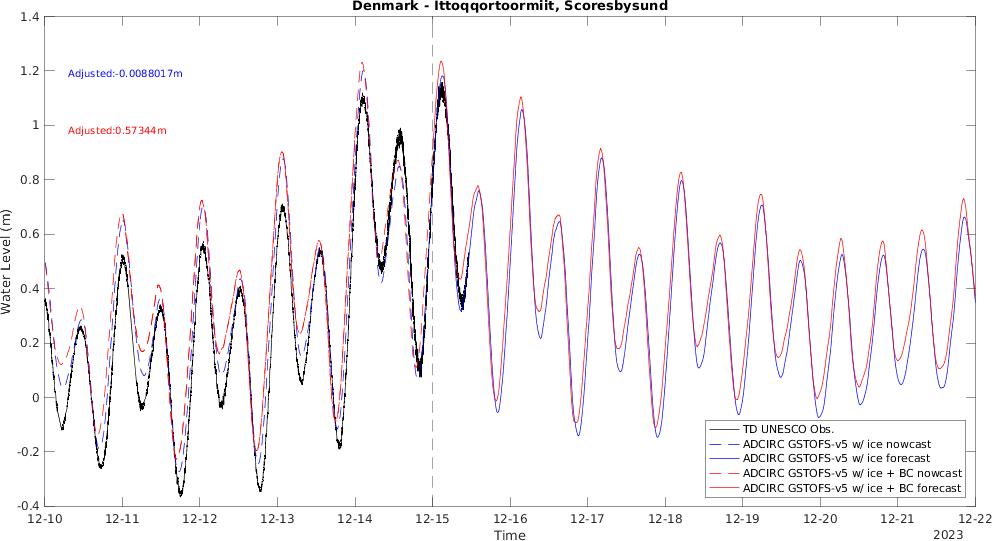 Denmark - Ittoqqortoormiit, Scoresbysund
1.4
1.2
1
0.8
0.6
0.4
0.2
0
-0.2
-0.4
Water Level (m)
Adjusted:-0.0088017m
Adjusted:0.57344m
TD UNESCO Obs.
ADCIRC GSTOFS-v5 w/ ice nowcast
ADCIRC GSTOFS-v5 w/ ice forecast
ADCIRC GSTOFS-v5 w/ ice + BC nowcast
ADCIRC GSTOFS-v5 w/ ice + BC forecast
12-10 12-11 12-12 12-13 12-14 12-15 12-16 12-17 12-18 12-19 12-20 12-21 12-22
Time
2023